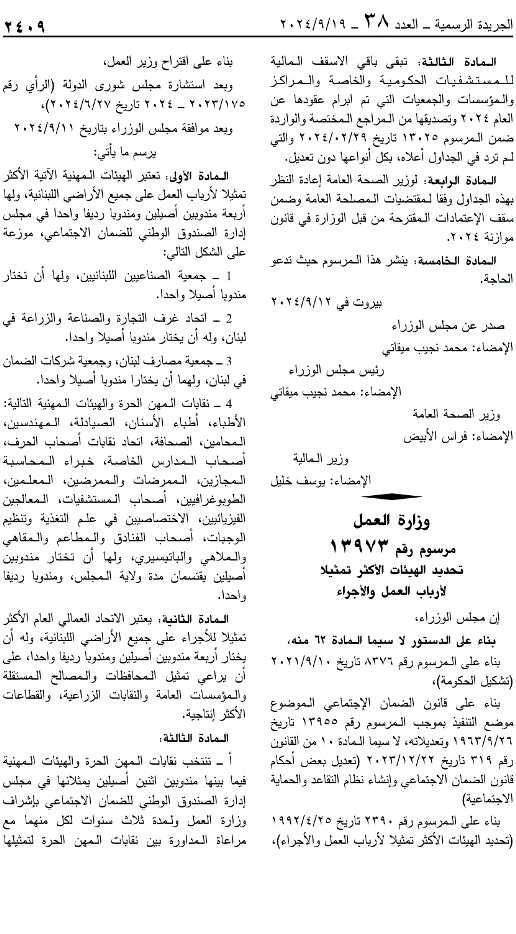 الجريدة الرسمية ــ العدد ٣٨ ــ ٢٠٢٤/٩/١٩
٢٤٠٩
المادة الثالثة: تبقى باقي الاسقف المالية
للمستشفيات الحكومية والخاصة والمراكز
والمؤسسات والجمعيات التي تم ابرام عقودها عن
العام ٢٠٢٤ وتصديقها من المراجع المختصة والواردة
ضمن المرسوم ١٣٠٢٥ تاريخ ٢٠٢٤/٠٢/٢٩ والتي
لم ترد في الجداول أعلاه، بكل أنواعها دون تعديل.
المادة الرابعة: لوزير الصحة العامة إعادة النظر
بهذه الجداول وفقا لمقتضيات المصلحة العامة وضمن
سقف الإعتمادات المقترحة من قبل الوزارة في قانون
موازنة ٢٠٢٤.
المادة الخامسة: ينشر هذا المرسوم حيث تدعو
الحاجة.
بيروت في ٢٠٢٤/٩/١٢
صدر عن مجلس الوزراء
الإمضاء: محمد نجيب ميقاتي
رئيس مجلس الوزراء
الإمضاء: محمد نجيب ميقاتي
وزير الصحة العامة
الإمضاء: فراس الأبيض
وزير المالية
الإمضاء: يوسف خليل
وزارة العمل
مرسوم رقم ١٣٩٧٣
تحديد الهيئات الأكثر تمثيلا
لأرباب العمل والأجراء
إن مجلس الوزراء،
بناء على الدستور لا سيما المادة ٦٢ منه،
بناء على المرسوم رقم ٨٣٧٦ تاريخ ٢٠٢١/٩/١٠
(تشكيل الحكومة)،
بناء على قانون الضمان الإجتماعي الموضوع
موضع التنفيذ بموجب المرسوم ١٣٩٥٥ تاريخ
١٩٦٣/٩/٢٦ وتعديلاته، لا سيما المادة ١٠ من القانون
رقم ٣١٩ تاريخ ٢٠٢٣/١٢/٢٢ (تعديل بعض أحكام
قانون الضمان الاجتماعي وإنشاء نظام التقاعد والحماية
الاجتماعية)
بناء على المرسوم رقم ٢٣٩٠ تاريخ ١٩٩٢/٤/٢٥
(تحديد الهيئات الأكثر تمثيلا لأرباب العمل والأجراء)،
بناء على اقتراح وزير العمل،
وبعد استشارة مجلس شورى الدولة (الرأي رقم
٢٠٢٣/١٧٥ ــ ٢٠٢٤ تاريخ ٢٠٢٤/٦/٢٧)،
وبعد موافقة مجلس الوزراء بتاريخ ٢٠٢٤/٩/١١
يرسم ما يأتي:
المادة الأولى: تعتبر الهيئات المهنية الآتية الأكثر
تمثيلا لأرباب العمل على جميع الأراضي اللبنانية، ولها
أربعة مندوبين أصيلين ومندوبا رديفا واحدا في مجلس
إدارة الصندوق الوطني للضمان الاجتماعي، موزعة
على الشكل التالي:
1 ــ جمعية الصناعيين اللبنانيين، ولها أن تختار
مندوبا أصيلا واحدا.
2 ــ اتحاد غرف التجارة والصناعة والزراعة في
لبنان، وله أن يختار مندوبا أصيلا واحدا.
3 ــ جمعية مصارف لبنان، وجمعية شركات الضمان
في لبنان، ولهما أن يختارا مندوبا أصيلا واحدا.
4 ــ نقابات المهن الحرة والهيئات المهنية التالية:
الأطباء، أطباء الأسنان، الصيادلة، المهندسين،
المحامين، الصحافة، اتحاد نقابات أصحاب الحرف،
أصحاب المدارس الخاصة، خبراء المحاسبة
المجازين، الممرضات والممرضين، المعلمين،
الطوبوغرافيين، أصحاب المستشفيات، المعالجين
الفيزيائيين، الاختصاصيين في علم التغذية وتنظيم
الوجبات، أصحاب الفنادق والمطاعم والمقاهي
والملاهي والباتيسيري، ولها أن تختار مندوبين
أصيلين يقتسمان مدة ولاية المجلس، ومندوبا رديفا
واحدا.
المادة الثانية: يعتبر الاتحاد العمالي العام الأكثر
تمثيلا للأجراء على جميع الأراضي اللبنانية، وله أن
يختار أربعة مندوبين أصيلين ومندوبا رديفا واحدا، على
أن يراعي تمثيل المحافظات والمصالح المستقلة
والمؤسسات العامة والنقابات الزراعية، والقطاعات
الأكثر إنتاجية.
المادة الثالثة:
أ ــ تنتخب نقابات المهن الحرة والهيئات المهنية
فيما بينها مندوبين اثنين أصيلين يمثلانها في مجلس
إدارة الصندوق الوطني للضمان الاجتماعي بإشراف
وزارة العمل ولمدة ثلاث سنوات لكل منهما مع
مراعاة المداورة بين نقابات المهن الحرة لتمثيلها